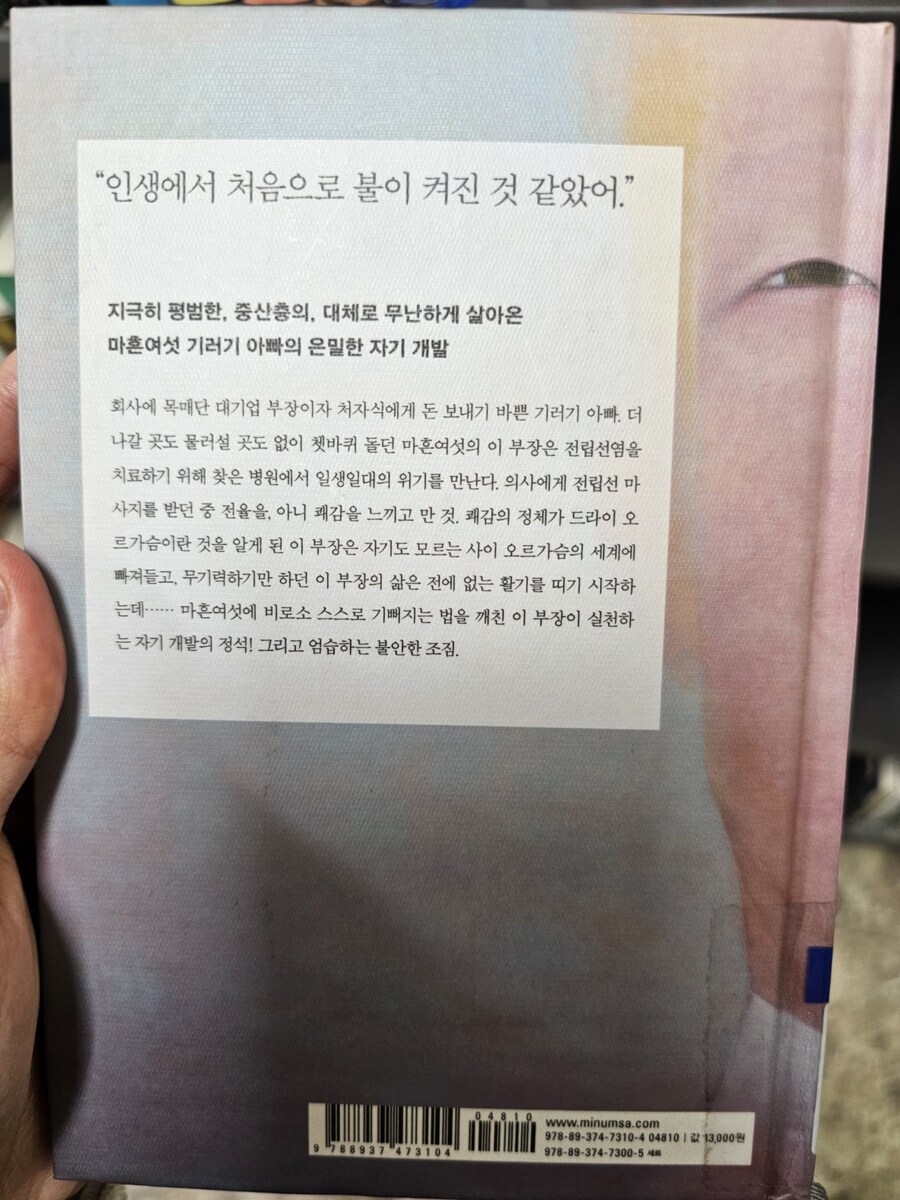 “인생에서 처음으로 불이 켜진 것 같았어.”
지극히 평범한, 중산층의, 대체로 무난하게 살아온
마흔여섯 기러기 아빠의 은밀한 자기 개발
회사에 목메단 대기업 부장이자 처자식에게 돈 보내기 바쁜 기러기 아빠. 더
나갈 곳도 물러설 곳도 없이 쳇바퀴 돌던 마흔여섯의 이 부장은 전립선염을
치료하기 위해 찾은 병원에서 일생일대의 위기를 만난다. 의사에게 전립선 마
사지를 받던 중 전율을, 아니 쾌감을 느끼고 만 것. 쾌감의 정체가 드라이 오
르가슴이란 것을 알게 된 이 부장은 자기도 모르는 사이 오르가슴의 세계에
빠져들고, 무기력하기만 하던 이 부장의 삶은 전에 없는 활기를 띠기 시작하
는데…… 마흔여섯에 비로소 스스로 기뻐지는 법을 깨친 이 부장이 실천하
는 자기 개발의 정석! 그리고 엄습하는 불안한 조짐.
04810
www.minumsa.com
978-89-374-7310-4 04810 | 값 13,000원
9 788937 473104
978-89-374-7300-5 세트